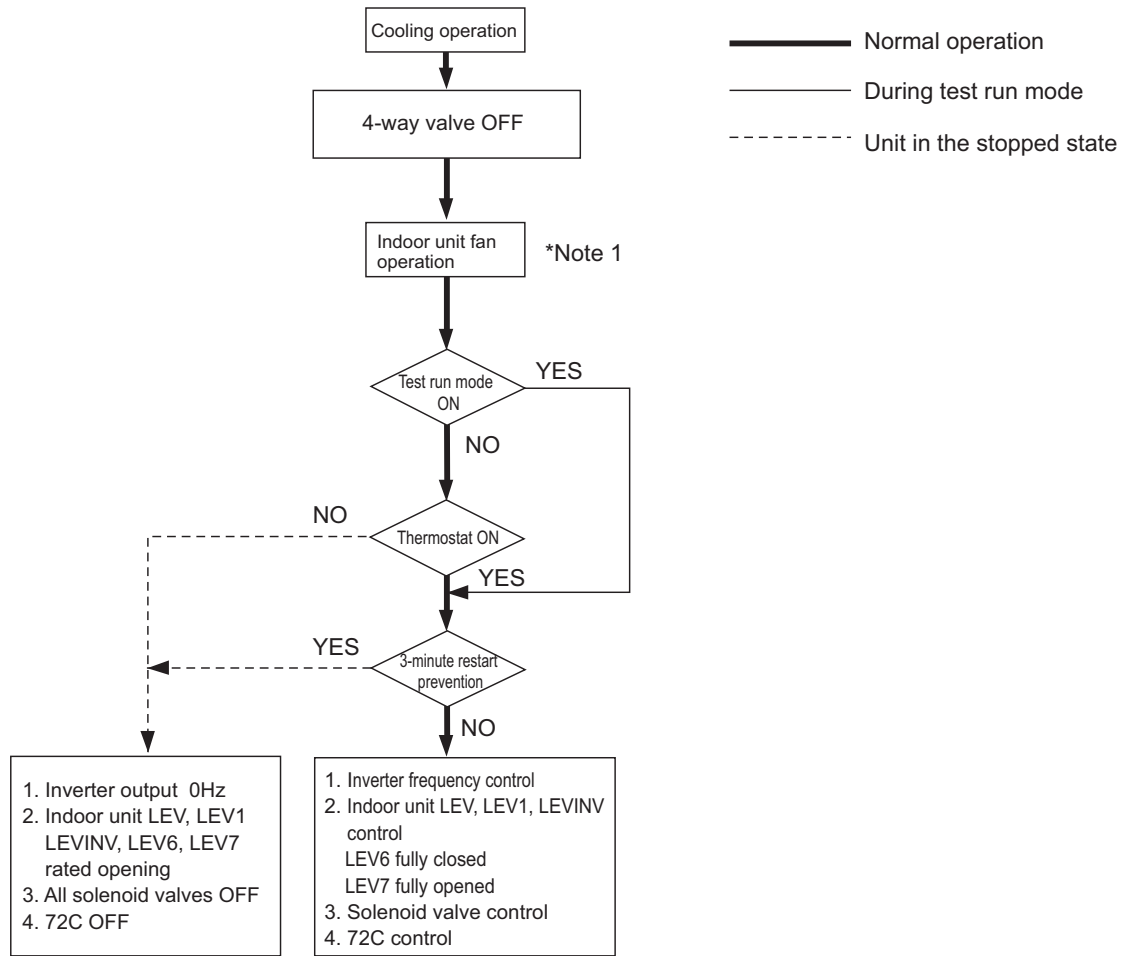 Cooling operation
Normal operation
During test run mode
4-way valve OFF
Unit in the stopped state
Indoor unit fan
operation
*Note 1
Test run mode
ON
YES
NO
NO
Thermostat ON
YES
YES
3-minute restart
prevention
NO
1. Inverter output 0Hz
2. Indoor unit LEV, LEV1
LEVINV, LEV6, LEV7
rated opening
3. All solenoid valves OFF
4. 72C OFF
1. Inverter frequency control
2. Indoor unit LEV, LEV1, LEVINV
control
LEV6 fully closed
LEV7 fully opened
3. Solenoid valve control
4. 72C control